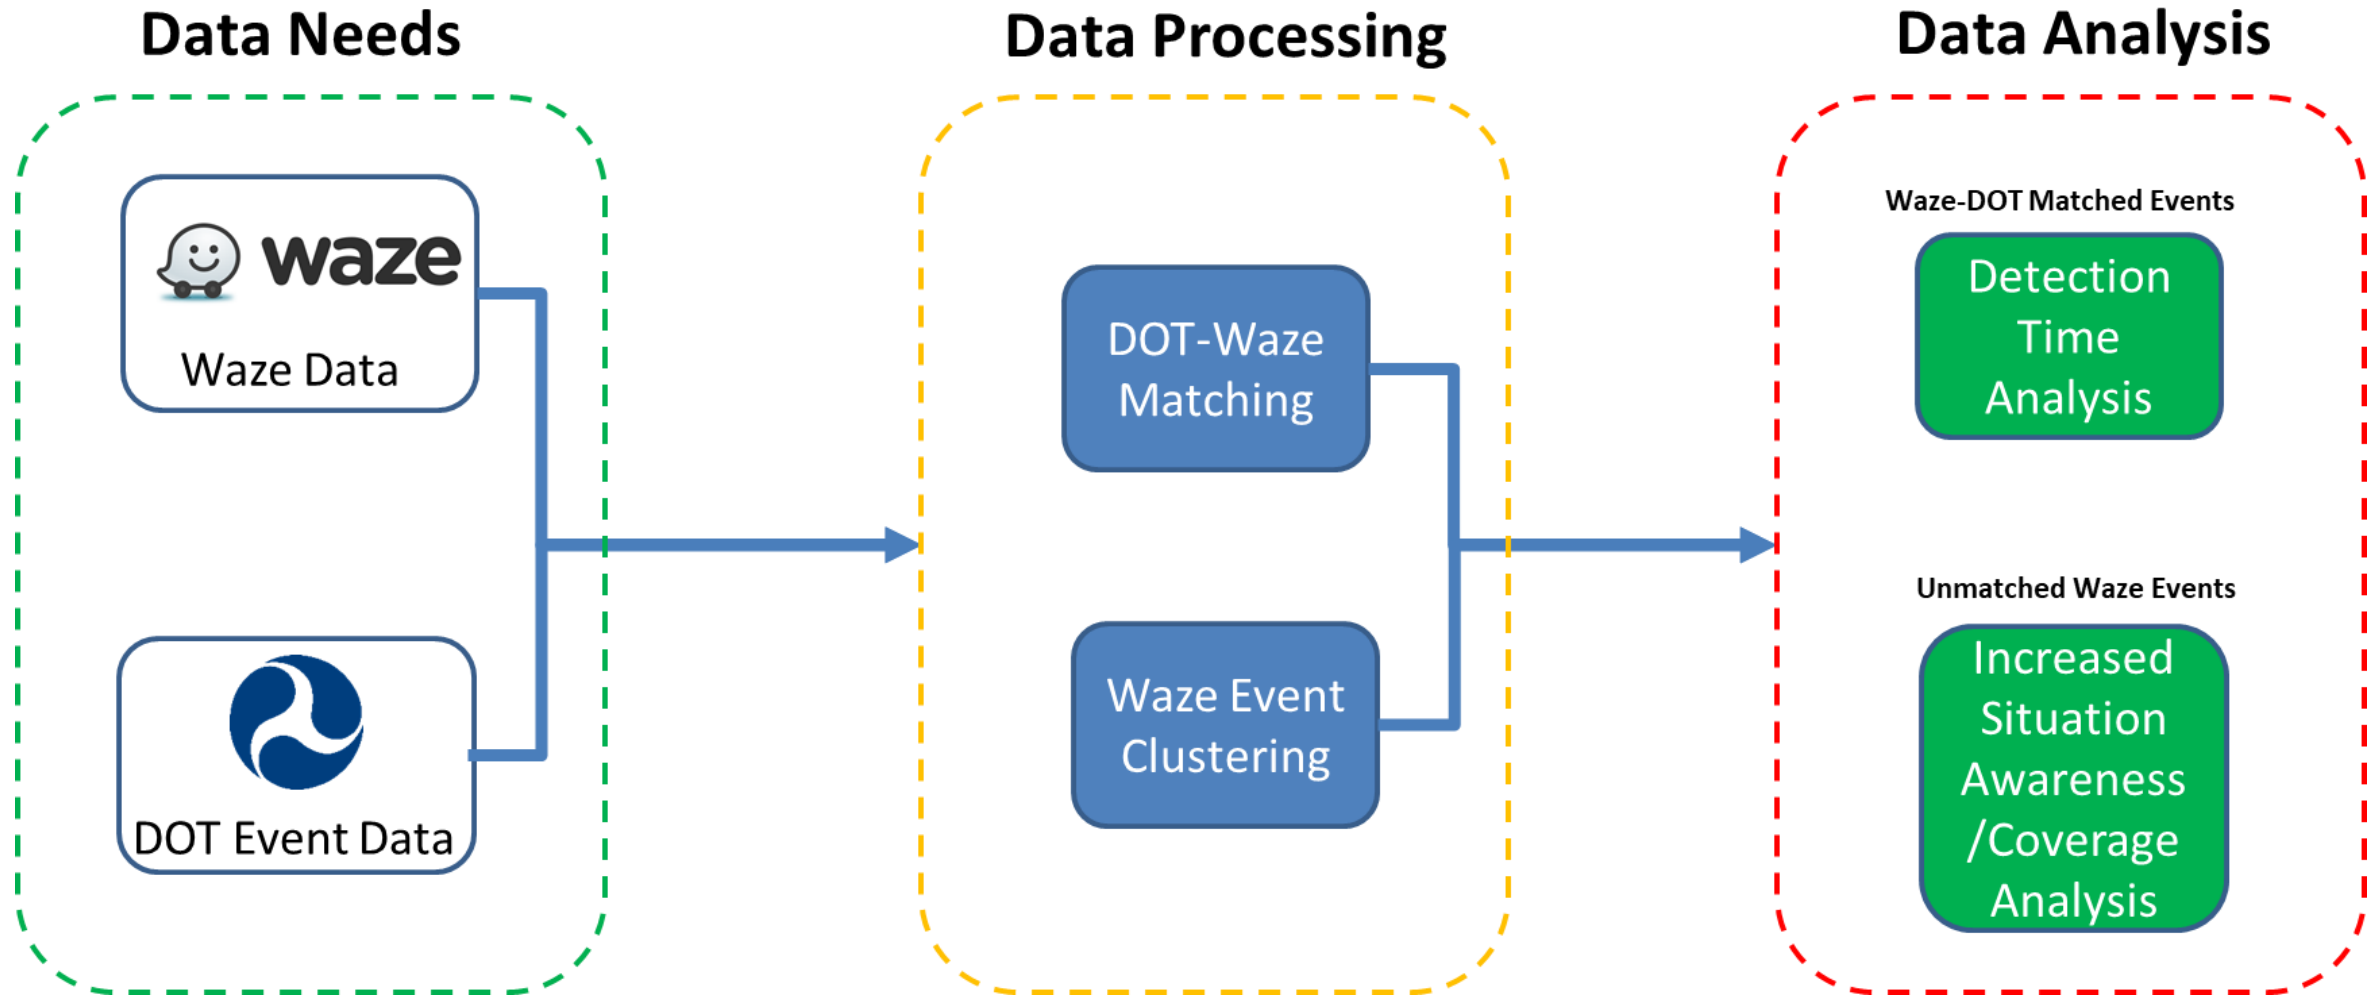 Data Needs
waze
Waze Data
DOT Event Data
Data Processing
DOT-Waze
Matching
Waze Event
Clustering
Data Analysis
Waze-DOT Matched Events
Detection
Time
Analysis
Unmatched Waze Events
Increased
Situation
Awareness
/Coverage
Analysis